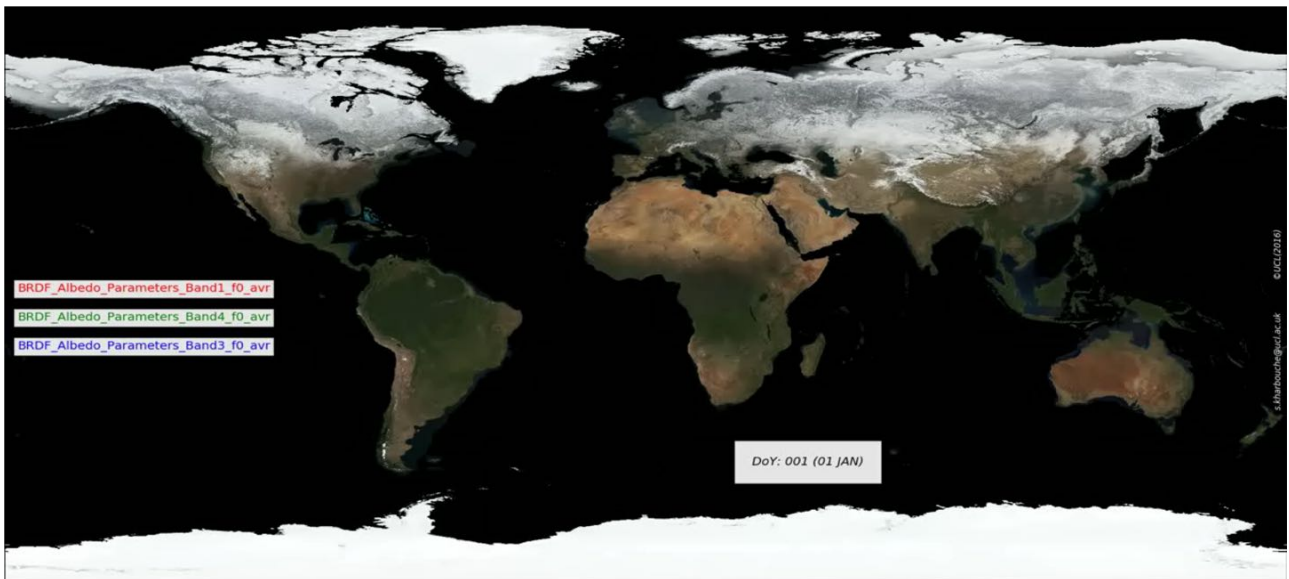 BRDF_Albedo_Parameters_Band1_f0_avr
BRDF_Albedo_Parameters_Band4_f0_avr
BRDF_Albedo_Parameters_Band3_f0_avr
DoY: 001 (01 JAN)
s.kharbouche@ucl.ac.uk ©UCL(2016)